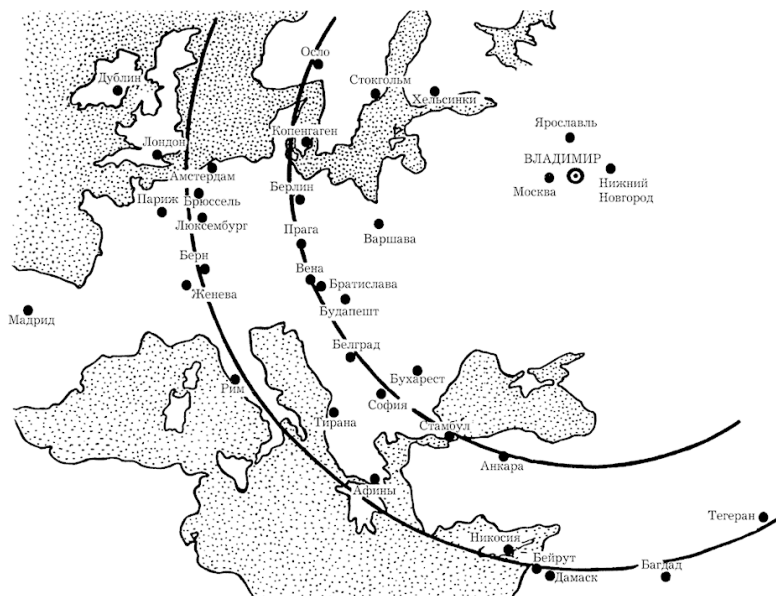 Осло
Дублин
Стокгольм
Хельсинки
Копенгаген
Ярославль
Лондон
ВЛАДИМИР
Амстердам
Москва
Нижний
Новгород
Берлин
Париж
Брюссель
Люксембург
Прага
Варшава
Берн
Вена
Братислава
Женева
Будапешт
Мадрид
Белград
Рим
Бухарест
София
Тирана
Стамбул
Анкара
Афины
Тегеран
Никосия
Бейрут
Багдад
Дамаск